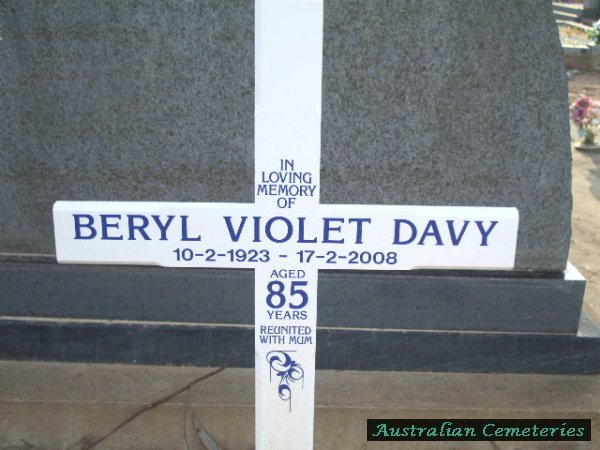 IN
LOVING
MEMORY
OF
BERYL VIOLET DAVY
10-2-1923 - 17-2-2008
AGED
85
YEARS
REUNITED
WITH MUM
Australian Cemeteries